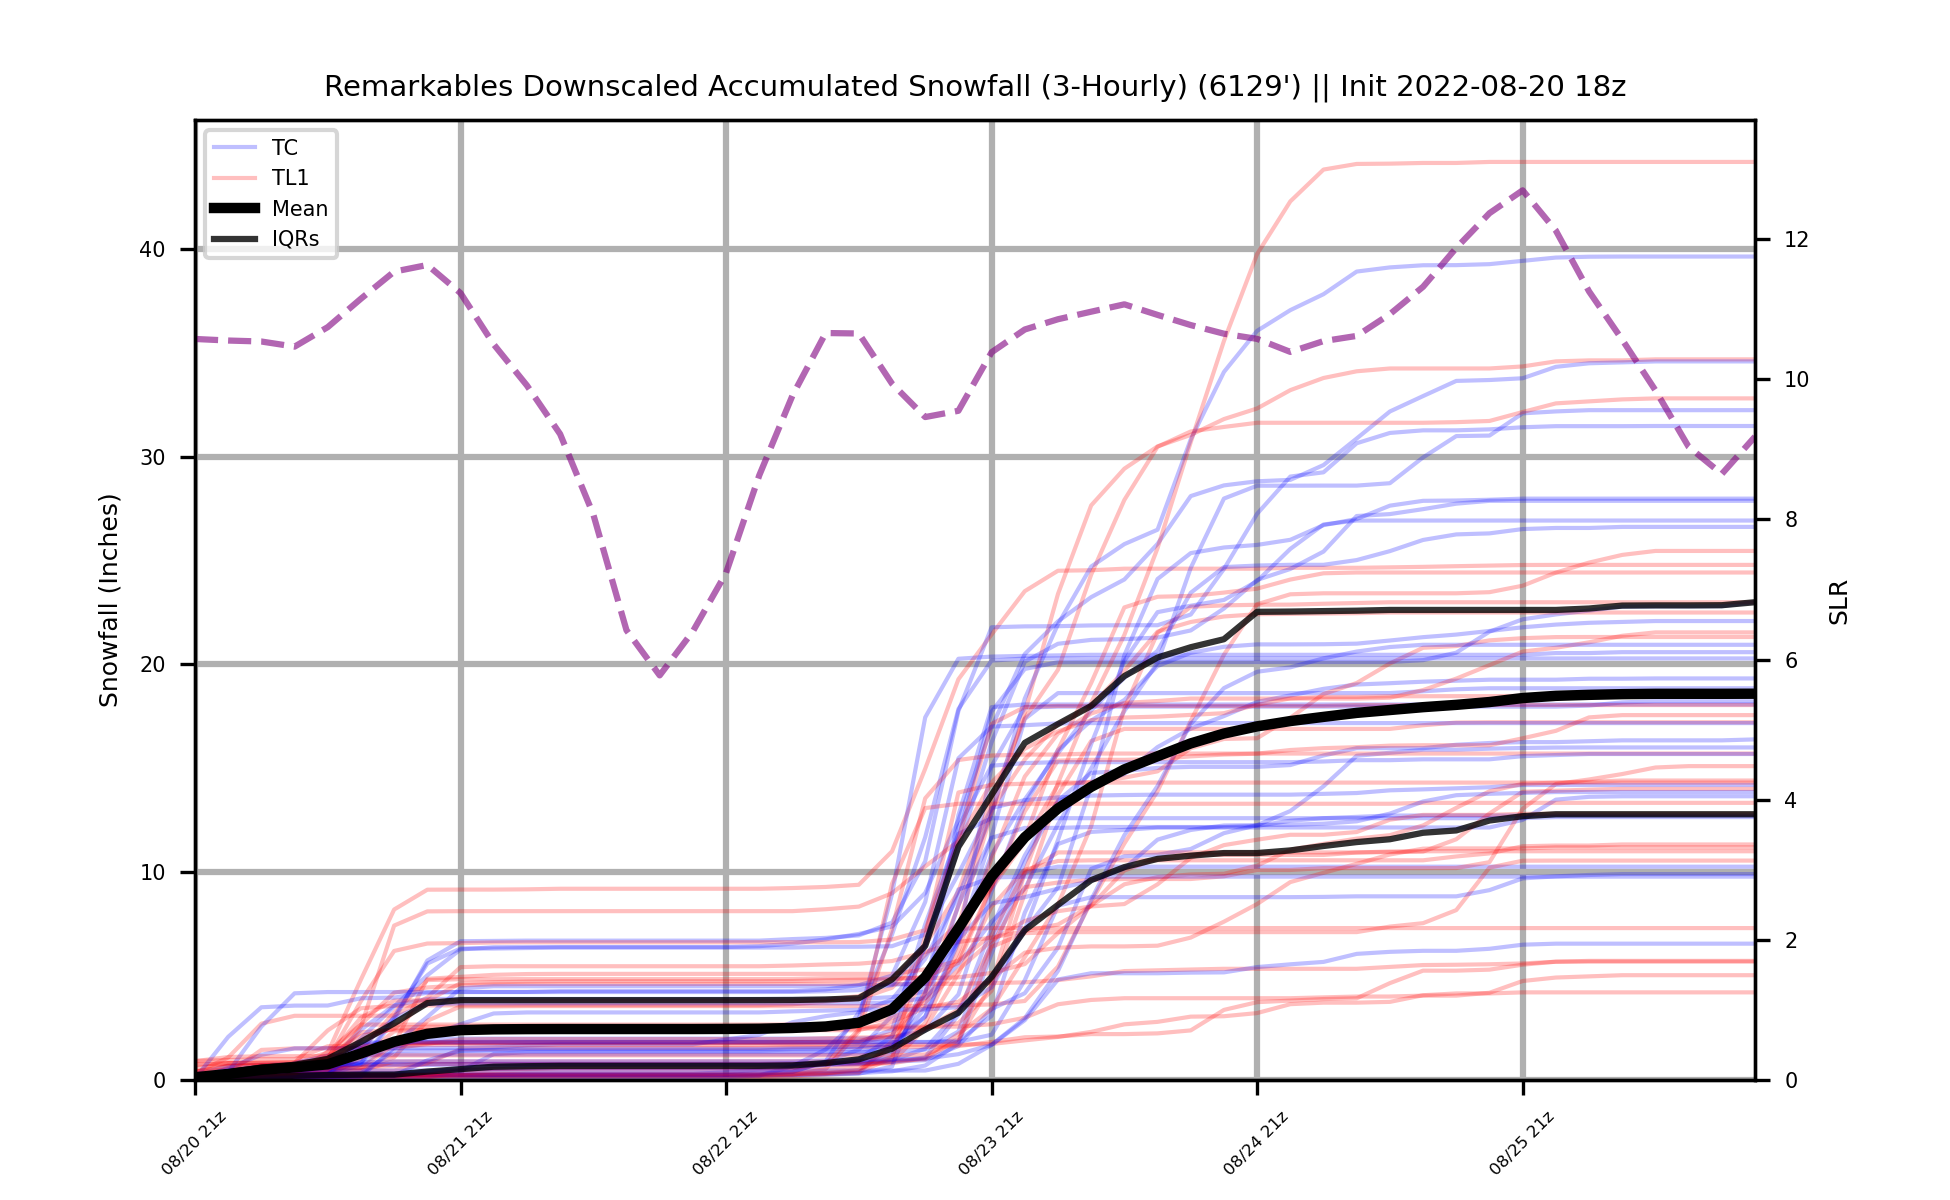 Remarkables Downscaled Accumulated Snowfall (3-Hourly) (6129') || Init 2022-08-20 18z
TC
TL1
Mean
IQRs
Snowfall (Inches)
40
30
20
10
0
SLR
12
10
8
6
4
2
0
08/20 21z
08/21 21z
08/22 21z
08/23 21z
08/24 21z
08/25 21z